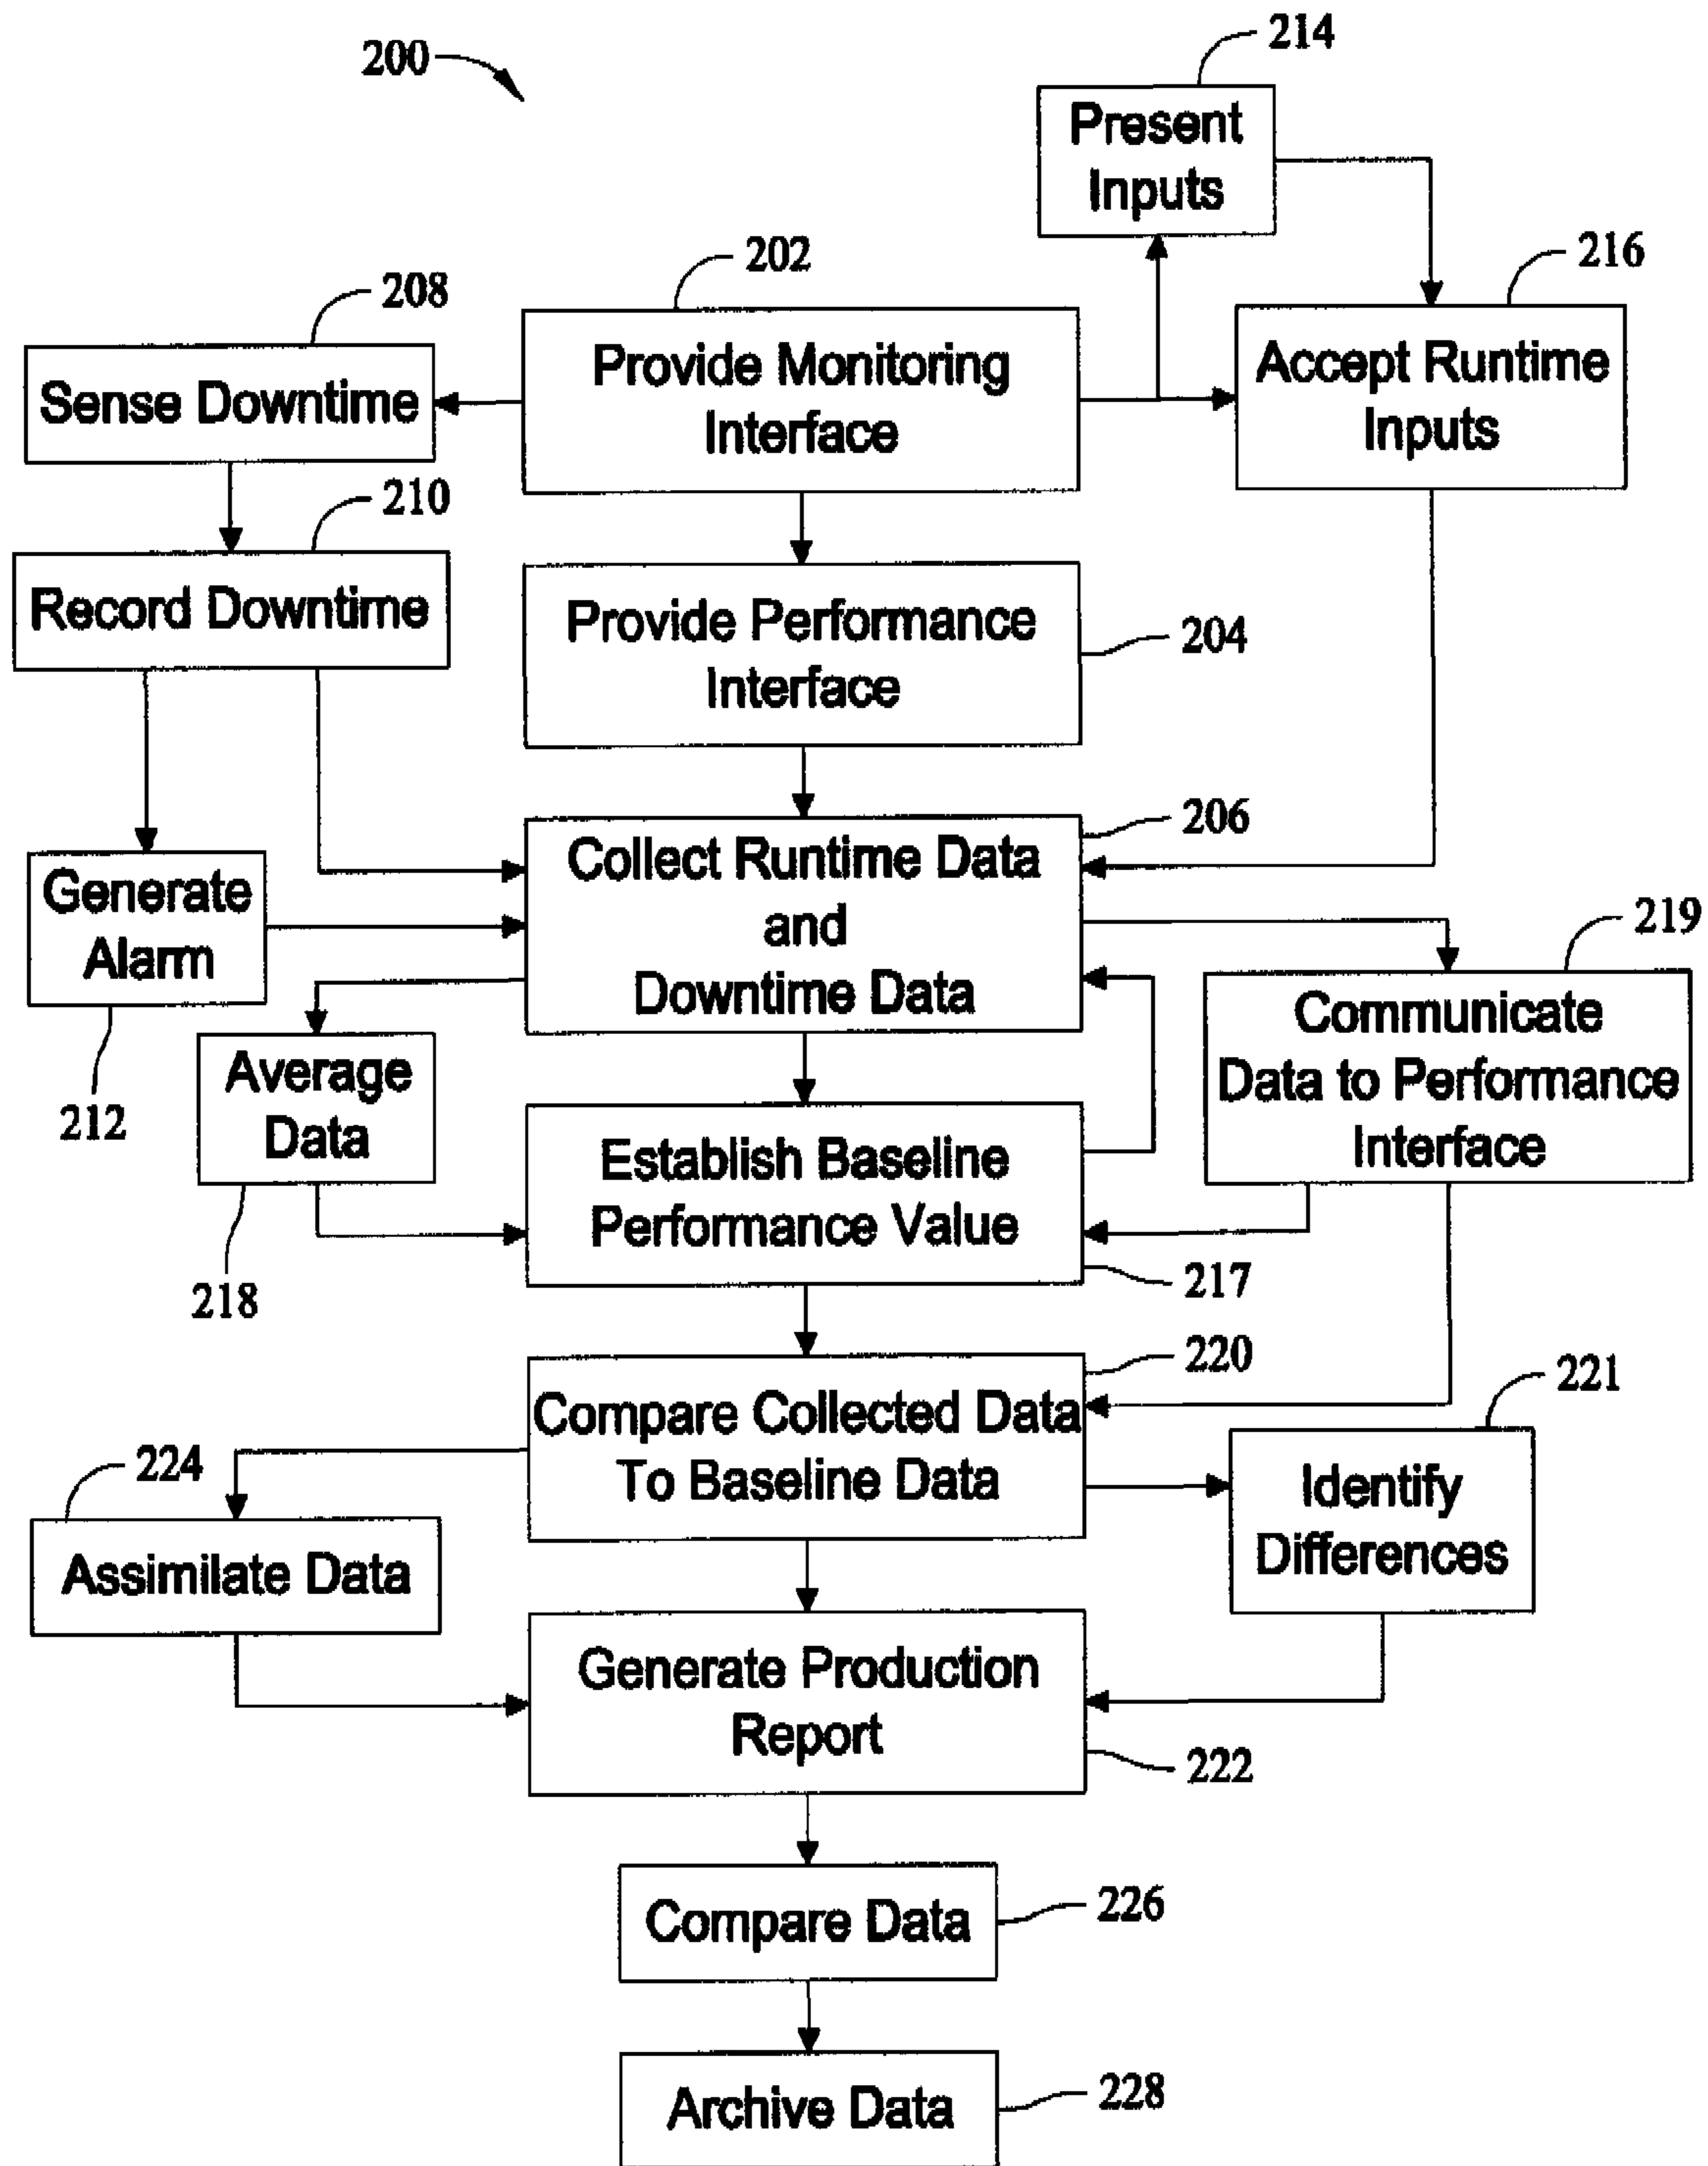 200
214
Present
Inputs
202
216
208
Provide Monitoring
Interface
Accept Runtime
Inputs
Sense Downtime
210
Record Downtime
Provide Performance
Interface
204
206
Collect Runtime Data
and
Downtime Data
Generate
Alarm
212
219
Communicate
Data to Performance
Interface
Average
Data
218
Establish Baseline
Performance Value
217
220
Compare Collected Data
To Baseline Data
221
Identify
Differences
224
Assimilate Data
Generate Production
Report
222
Compare Data
226
Archive Data
228